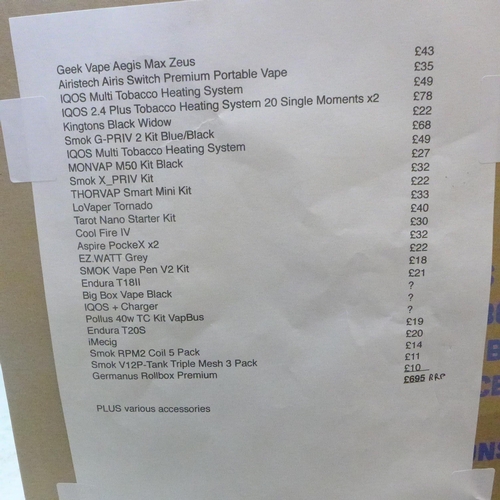 Geek Vape Aegis Max Zeus £43
Airistech Airis Switch Premium Portable Vape £35
IQOS Multi Tobacco Heating System £49
IQOS 2.4 Plus Tobacco Heating System 20 Single Moments x2 £78
Kingtons Black Widow £22
Smok G-PRIV 2 Kit Blue/Black £68
IQOS Multi Tobacco Heating System £49
MONVAP M50 Kit Black £27
Smok X_PRIV Kit £32
THORVAP Smart Mini Kit £22
LoVaper Tornado £33
Tarot Nano Starter Kit £40
Cool Fire IV £30
Aspire PockeX x2 £32
EZ.WATT Grey £22
SMOK Vape Pen V2 Kit £18
Endura T18II £21
Big Box Vape Black ?
IQOS + Charger ?
Pollus 40w TC Kit VapBus ?
Endura T20S £19
iMecig £20
Smok RPM2 Coil 5 Pack £14
Smok V12P-Tank Triple Mesh 3 Pack £11
Germanus Rollbox Premium £10
£695 RRP
PLUS various accessories